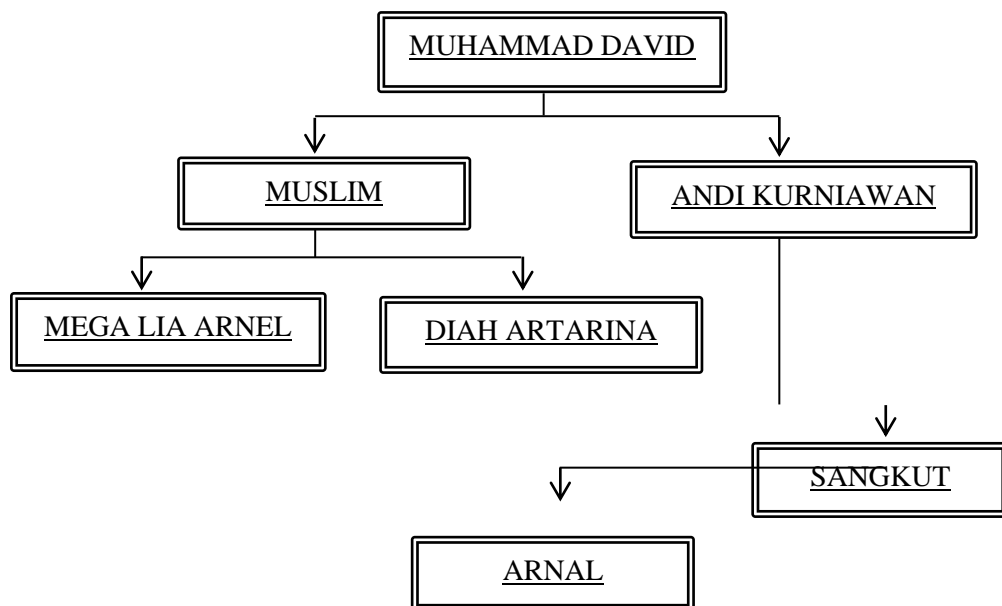 MUHAMMAD DAVID
MUSLIM
ANDI KURNIAWAN
MEGA LIA ARNEL
DIAH ARTARINA
SANGKUT
ARNAL